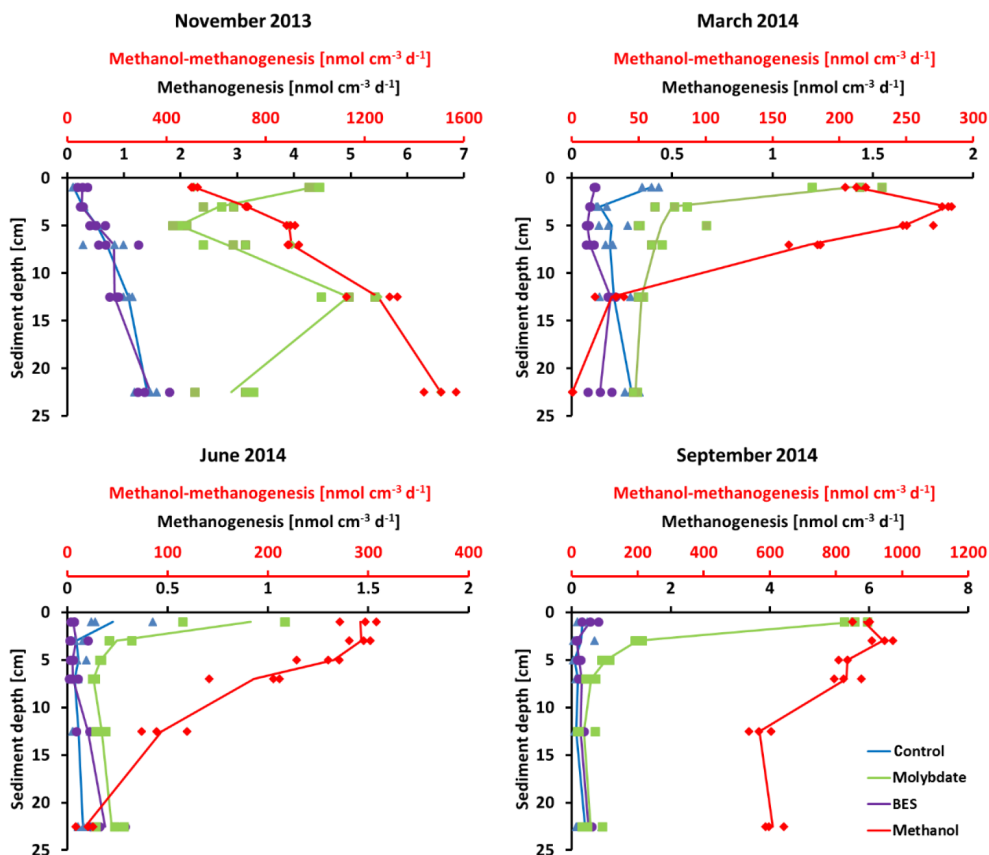 November 2013
Methanol-methanogenesis [nmol cm⁻³ d⁻¹]
Methanogenesis [nmol cm⁻³ d⁻¹]
0 400 800 1200 1600
0 1 2 3 4 5 6 7
Sediment depth [cm]
0
5
10
15
20
25
March 2014
Methanol-methanogenesis [nmol cm⁻³ d⁻¹]
Methanogenesis [nmol cm⁻³ d⁻¹]
0 50 100 150 200 250 300
0 0.5 1 1.5 2
Sediment depth [cm]
0
5
10
15
20
25
June 2014
Methanol-methanogenesis [nmol cm⁻³ d⁻¹]
Methanogenesis [nmol cm⁻³ d⁻¹]
0 100 200 300 400
0 0.5 1 1.5 2
Sediment depth [cm]
0
5
10
15
20
25
September 2014
Methanol-methanogenesis [nmol cm⁻³ d⁻¹]
Methanogenesis [nmol cm⁻³ d⁻¹]
0 200 400 600 800 1000 1200
0 2 4 6 8
Sediment depth [cm]
0
5
10
15
20
25
Control
Molybdate
BES
Methanol